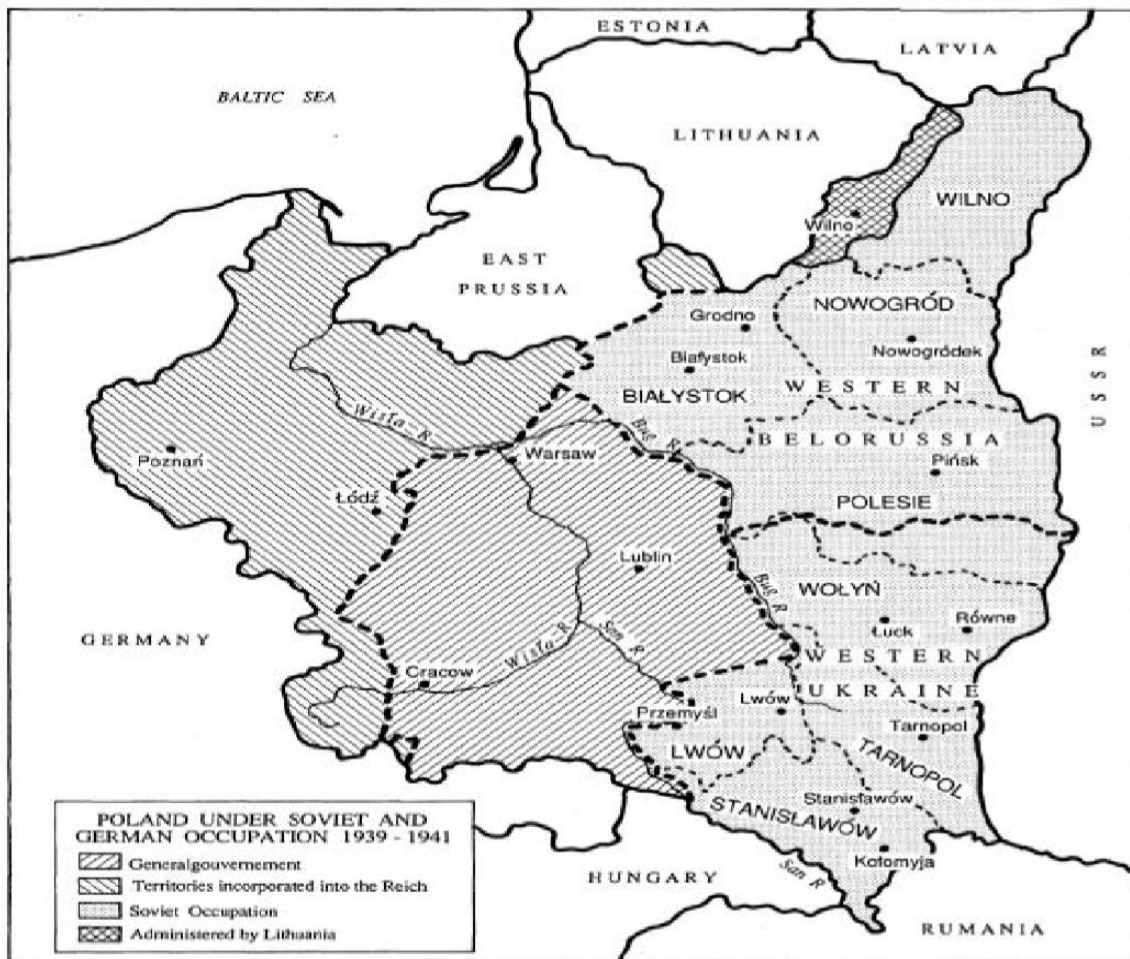 ESTONIA
LATVIA
BALTIC SEA
LITHUANIA
WILNO
Wilno
EAST
PRUSSIA
NOWOGRÓD
Grodno
Nowogródek
Białystok
USSR
WESTERN
BIAŁYSTOK
Wisła-R
Bug R
BELORUSSIA
Warsaw
Poznań
Pińsk
Łódź
POLESIE
Lublin
Bug R
WOŁYŃ
GERMANY
San R
Łuck
Równe
Wisła-R
WESTERN
Cracow
UKRAINE
Lwów
Przemyśl
Tarnopol
LWÓW
TARNOPOL
Stanisławów
STANISŁAWÓW
Kołomyja
HUNGARY
San R
RUMANIA
POLAND UNDER SOVIET AND
GERMAN OCCUPATION 1939 - 1941
Generalgouvernement
Territories incorporated into the Reich
Soviet Occupation
Administered by Lithuania